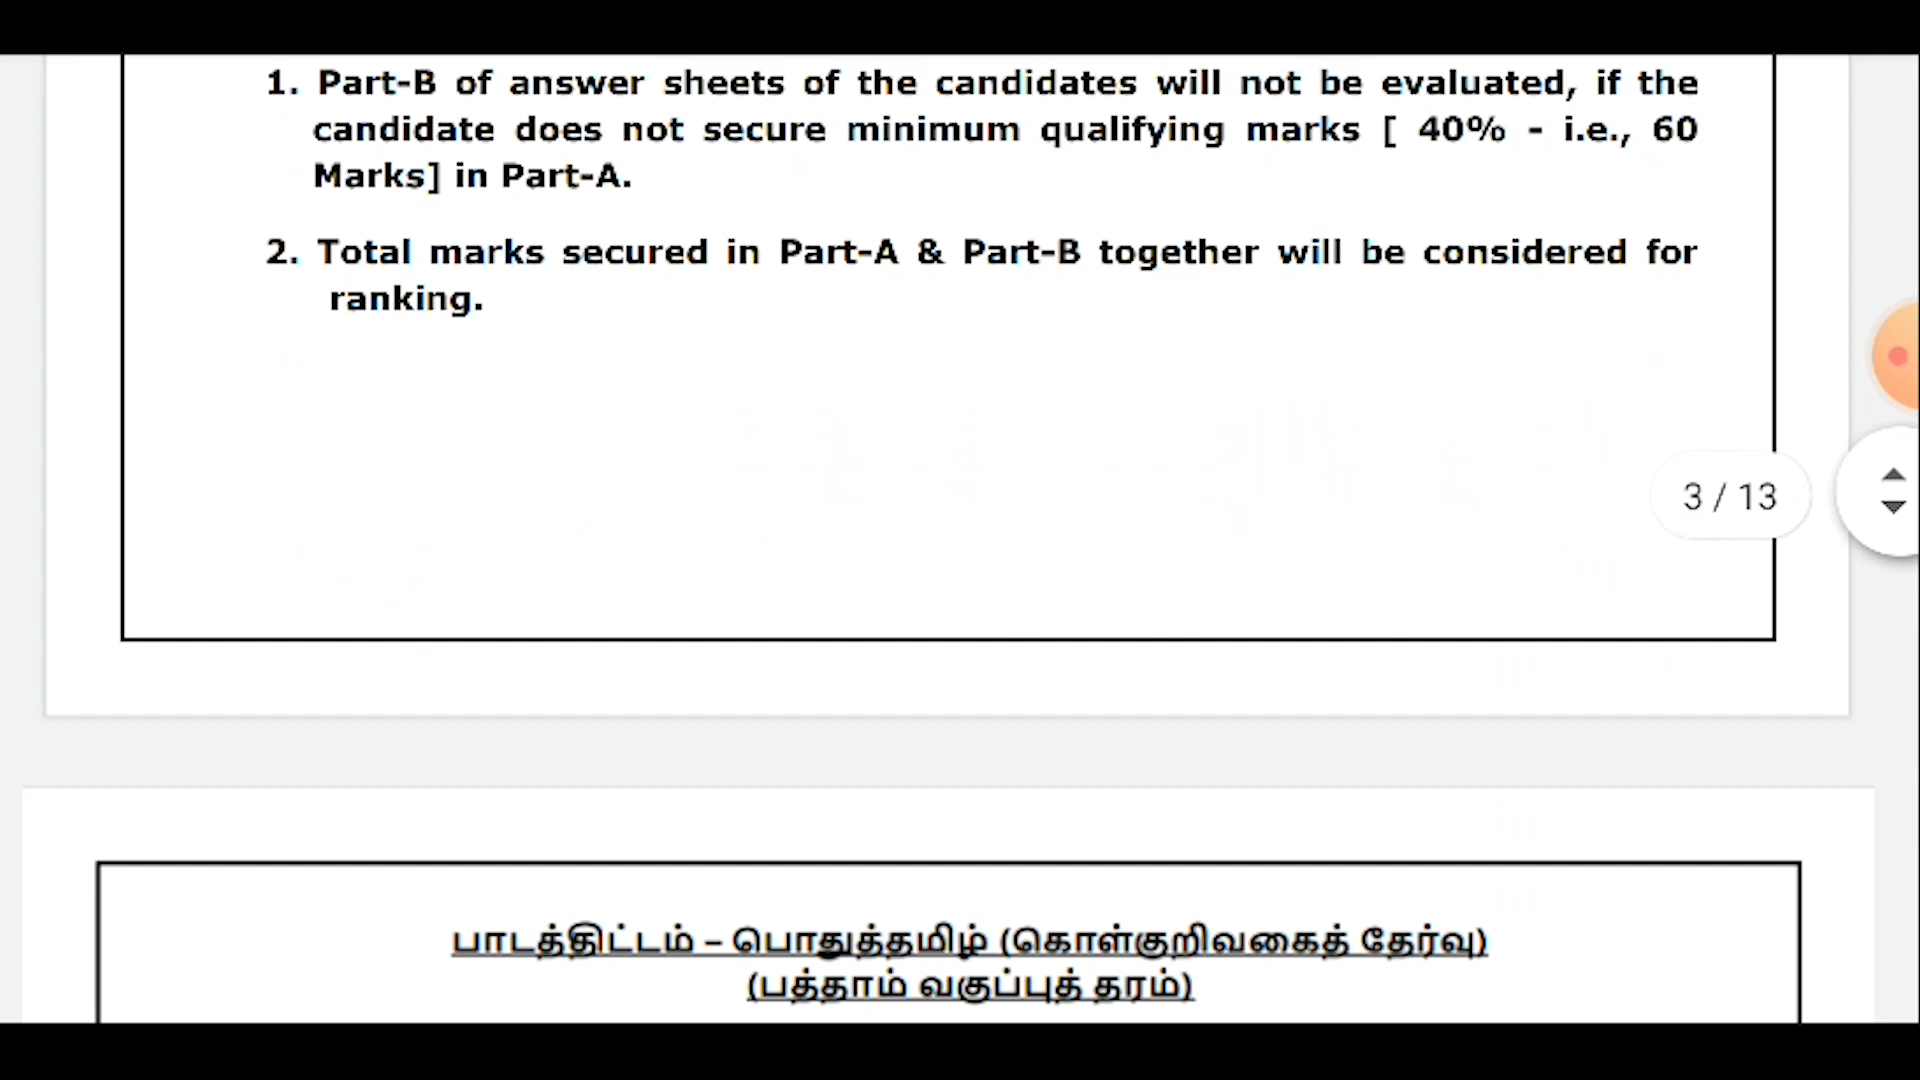 1. Part-B of answer sheets of the candidates will not be evaluated, if the
candidate does not secure minimum qualifying marks [ 40% - i.e., 60
Marks] in Part-A.
2. Total marks secured in Part-A & Part-B together will be considered for
ranking.
3 / 13
பாடத்திட்டம் – பொதுத்தமிழ் (கொள்குறிவகைத் தேர்வு)
(பத்தாம் வகுப்புத் தரம்)